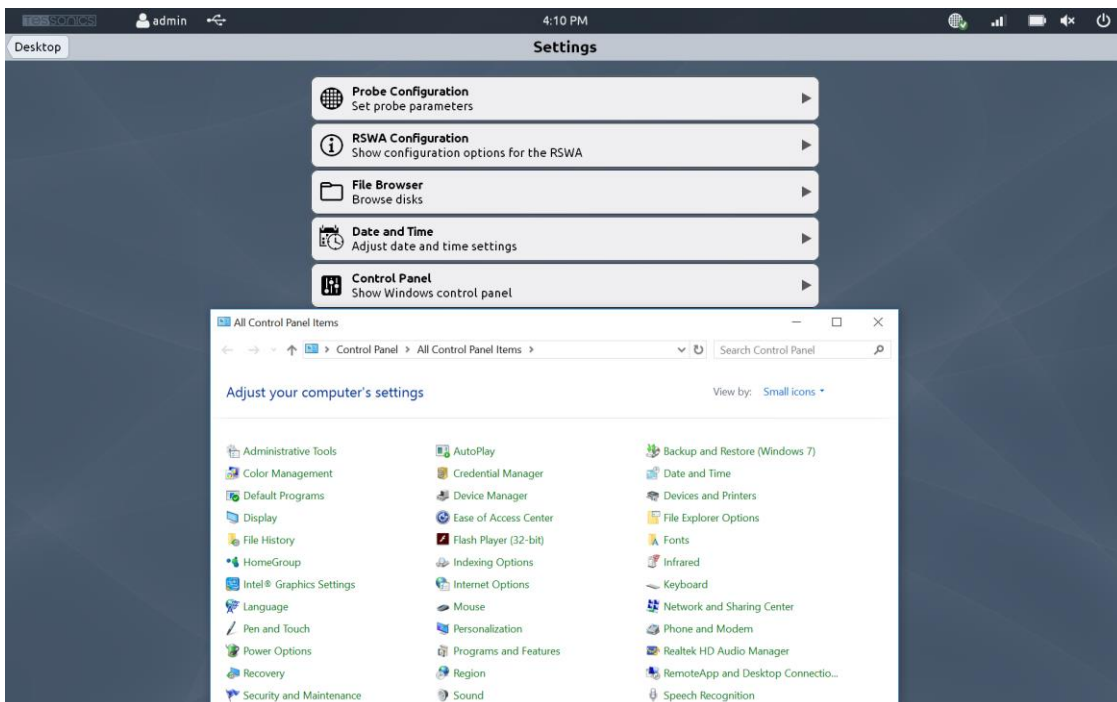 TESSONICS admin 4:10 PM
Desktop Settings
Probe Configuration
Set probe parameters
RSWA Configuration
Show configuration options for the RSWA
File Browser
Browse disks
Date and Time
Adjust date and time settings
Control Panel
Show Windows control panel
All Control Panel Items
Control Panel > All Control Panel Items > Search Control Panel
Adjust your computer's settings View by: Small icons
Administrative Tools AutoPlay Backup and Restore (Windows 7)
Color Management Credential Manager Date and Time
Default Programs Device Manager Devices and Printers
Display Ease of Access Center File Explorer Options
File History Flash Player (32-bit) Fonts
HomeGroup Indexing Options Infrared
Intel® Graphics Settings Internet Options Keyboard
Language Mouse Network and Sharing Center
Pen and Touch Personalization Phone and Modem
Power Options Programs and Features Realtek HD Audio Manager
Recovery Region RemoteApp and Desktop Connectio...
Security and Maintenance Sound Speech Recognition